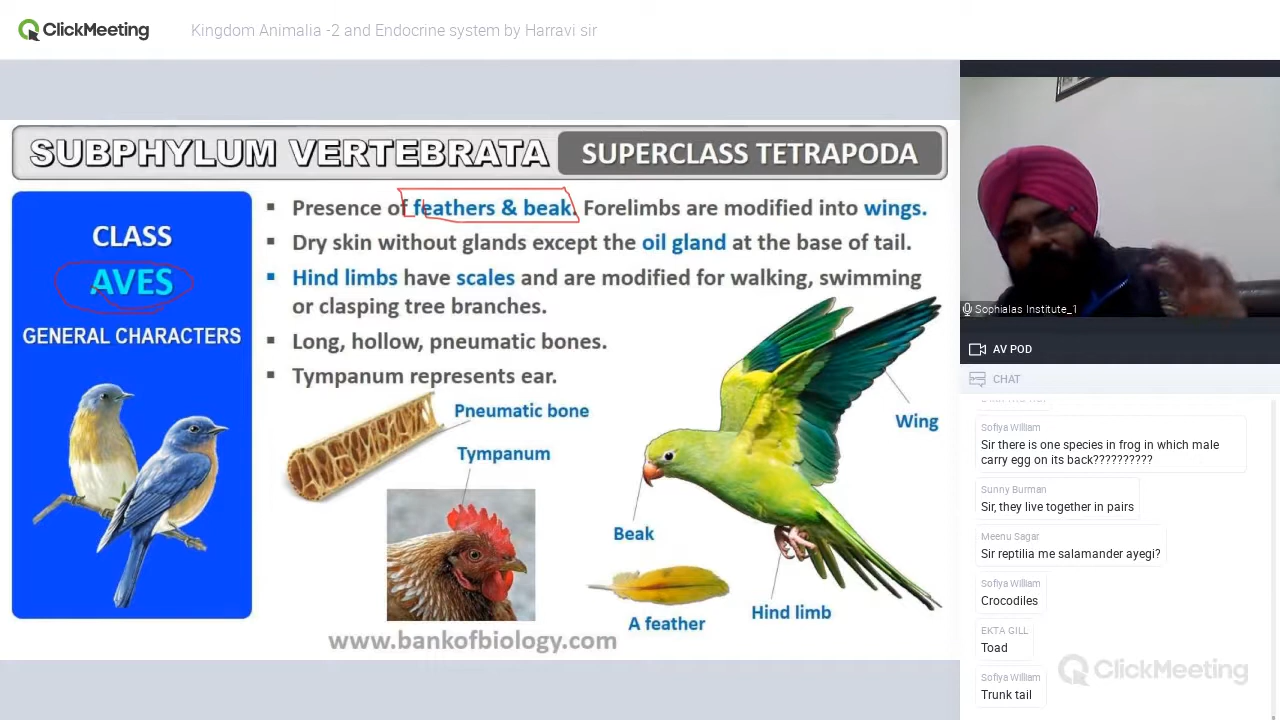 ClickMeeting
Kingdom Animalia -2 and Endocrine system by Harravi sir
SUBPHYLUM VERTEBRATA
SUPERCLASS TETRAPODA
CLASS
AVES
GENERAL CHARACTERS
▪ Presence of feathers & beak. Forelimbs are modified into wings.
▪ Dry skin without glands except the oil gland at the base of tail.
▪ Hind limbs have scales and are modified for walking, swimming
or clasping tree branches.
▪ Long, hollow, pneumatic bones.
▪ Tympanum represents ear.
Pneumatic bone
Tympanum
Wing
Beak
Hind limb
A feather
www.bankofbiology.com
Sophialas Institute_1
AV POD
CHAT
Sofiya William
Sir there is one species in frog in which male
carry egg on its back??????????
Sunny Burman
Sir, they live together in pairs
Meenu Sagar
Sir reptilia me salamander ayegi?
Sofiya William
Crocodiles
EKTA GILL
Toad
Sofiya William
Trunk tail
ClickMeeting